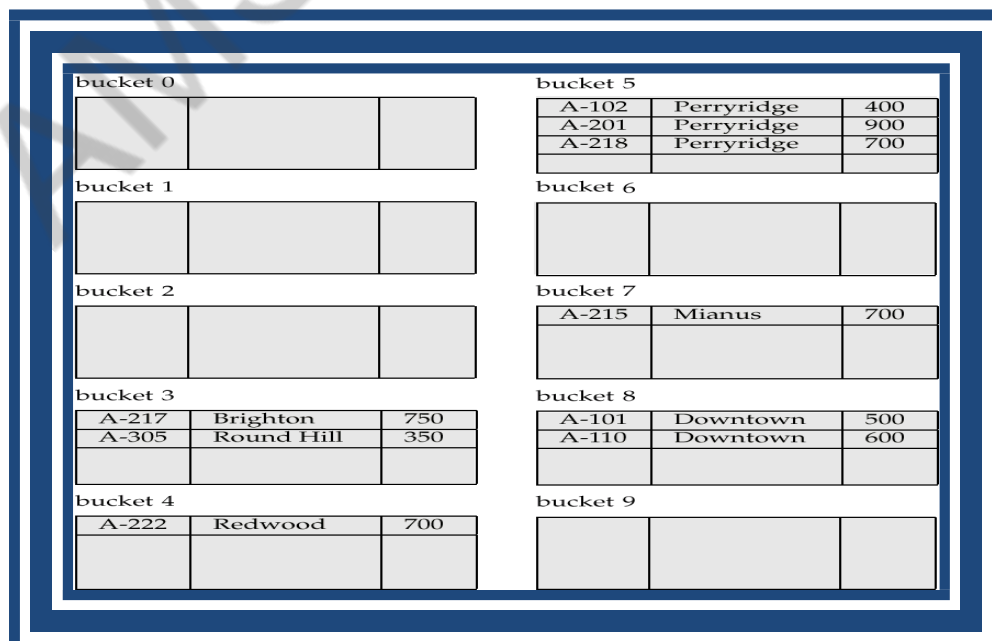 bucket 0
bucket 1
bucket 2
bucket 3
A-217 Brighton 750
A-305 Round Hill 350
bucket 4
A-222 Redwood 700
bucket 5
A-102 Perryridge 400
A-201 Perryridge 900
A-218 Perryridge 700
bucket 6
bucket 7
A-215 Mianus 700
bucket 8
A-101 Downtown 500
A-110 Downtown 600
bucket 9